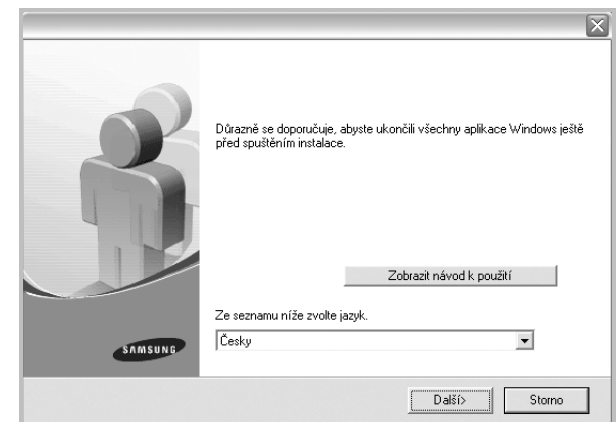 Důrazně se doporučuje, abyste ukončili všechny aplikace Windows ještě
před spuštěním instalace.
Zobrazit návod k použití
Ze seznamu níže zvolte jazyk.
Česky
SAMSUNG
Další>
Storno